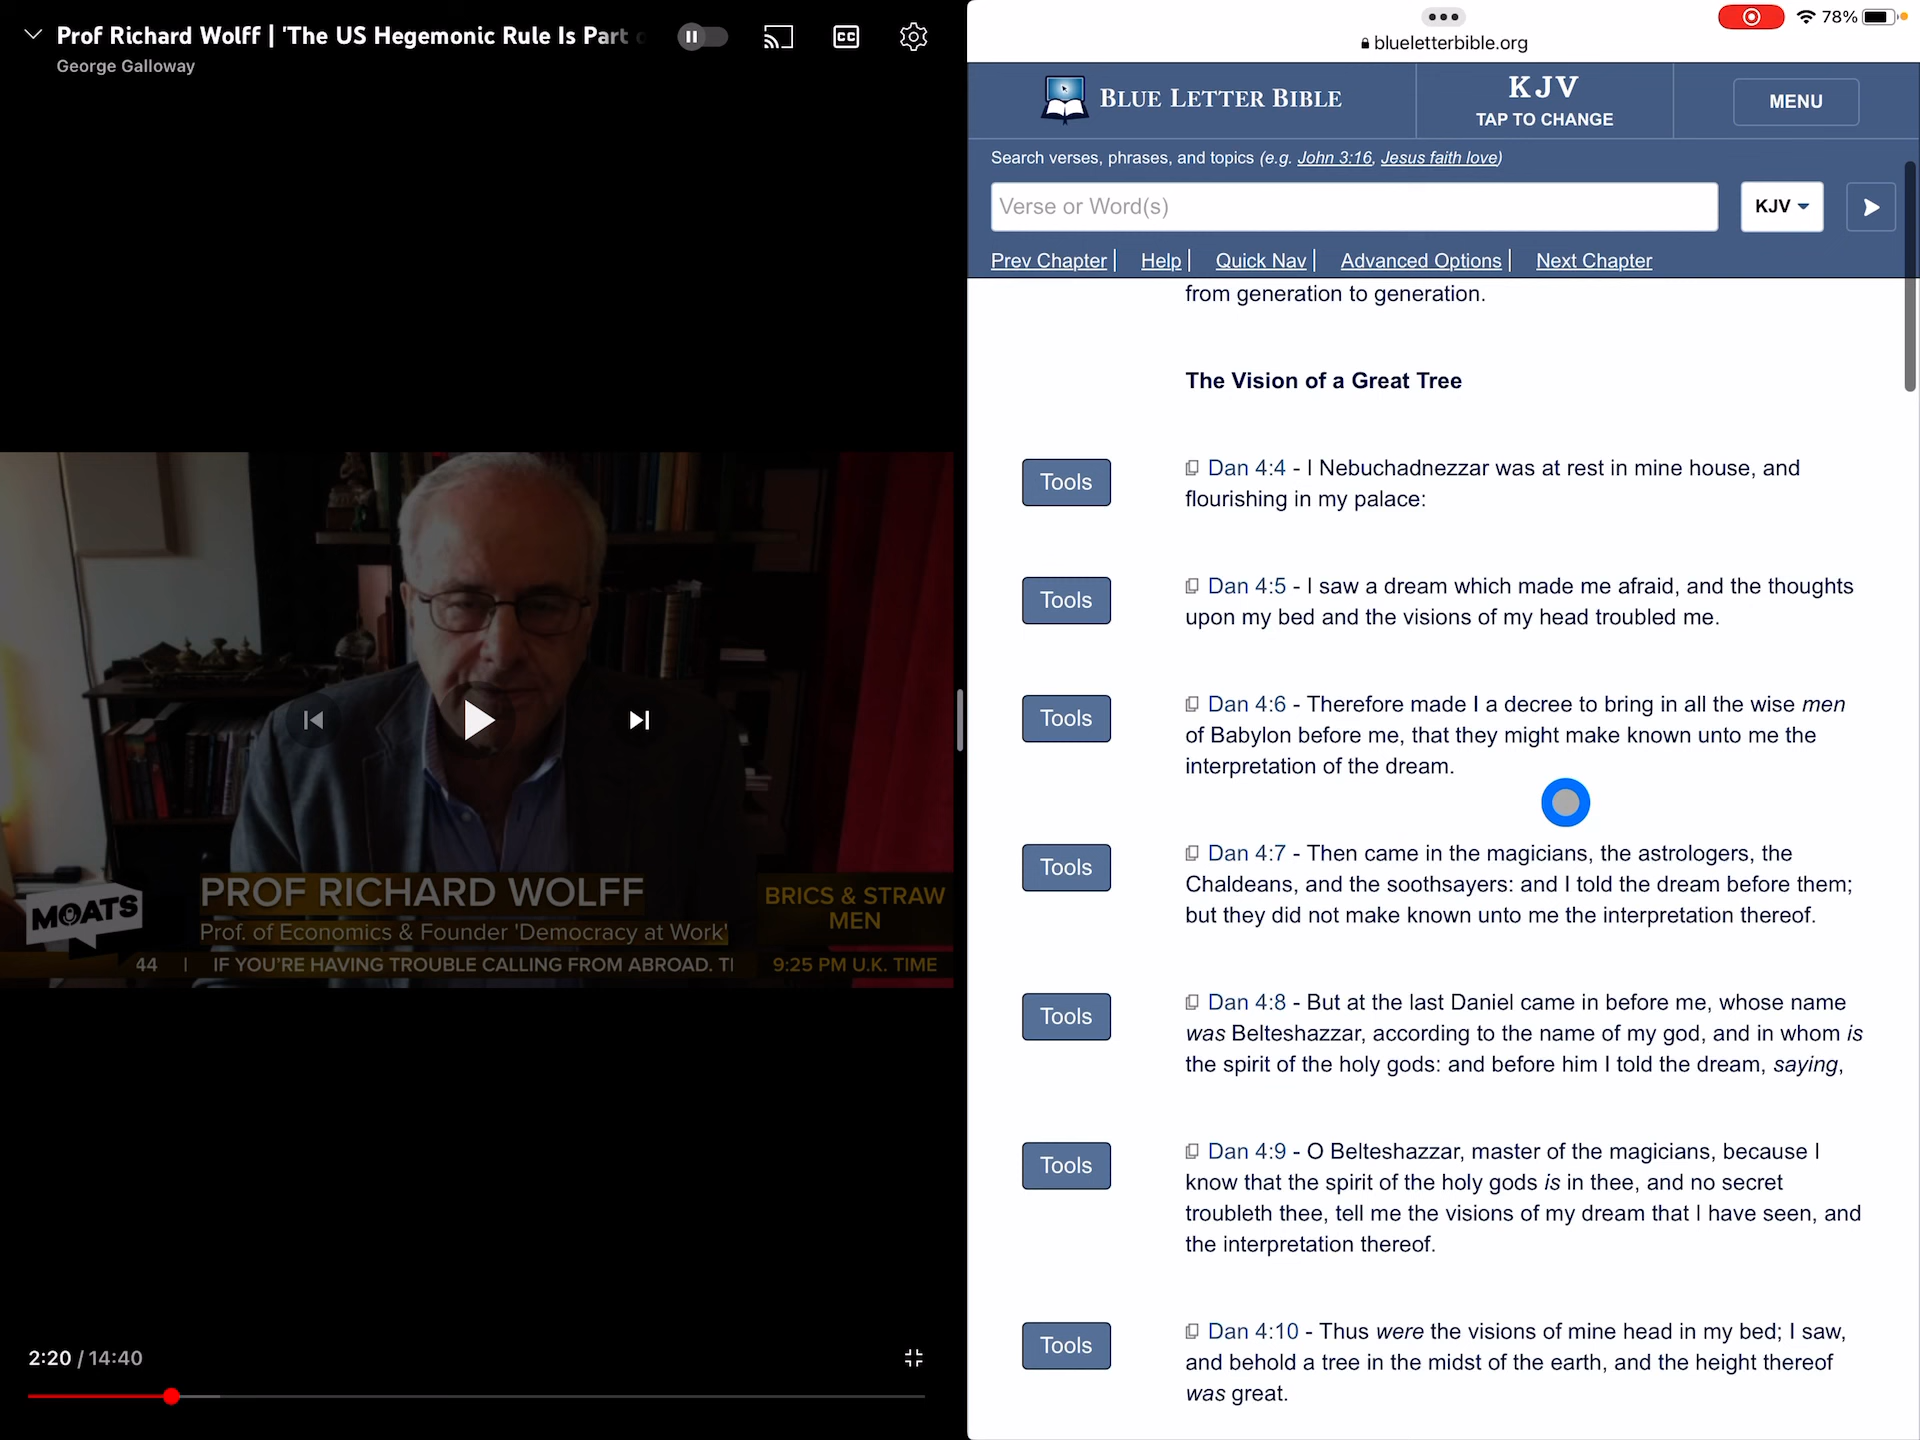 Prof Richard Wolff | 'The US Hegemonic Rule Is Part
George Galloway
CC
MOATS
PROF RICHARD WOLFF
Prof. of Economics & Founder 'Democracy at Work'
BRICS & STRAW
MEN
44 | IF YOU'RE HAVING TROUBLE CALLING FROM ABROAD. TI
9:25 PM U.K. TIME
2:20 / 14:40
78%
blueletterbible.org
BLUE LETTER BIBLE
KJV
TAP TO CHANGE
MENU
Search verses, phrases, and topics (e.g. John 3:16, Jesus faith love)
Verse or Word(s)
KJV
Prev Chapter | Help | Quick Nav | Advanced Options | Next Chapter
from generation to generation.
The Vision of a Great Tree
Tools
Dan 4:4 - I Nebuchadnezzar was at rest in mine house, and
flourishing in my palace:
Tools
Dan 4:5 - I saw a dream which made me afraid, and the thoughts
upon my bed and the visions of my head troubled me.
Tools
Dan 4:6 - Therefore made I a decree to bring in all the wise men
of Babylon before me, that they might make known unto me the
interpretation of the dream.
Tools
Dan 4:7 - Then came in the magicians, the astrologers, the
Chaldeans, and the soothsayers: and I told the dream before them;
but they did not make known unto me the interpretation thereof.
Tools
Dan 4:8 - But at the last Daniel came in before me, whose name
was Belteshazzar, according to the name of my god, and in whom is
the spirit of the holy gods: and before him I told the dream, saying,
Tools
Dan 4:9 - O Belteshazzar, master of the magicians, because I
know that the spirit of the holy gods is in thee, and no secret
troubleth thee, tell me the visions of my dream that I have seen, and
the interpretation thereof.
Tools
Dan 4:10 - Thus were the visions of mine head in my bed; I saw,
and behold a tree in the midst of the earth, and the height thereof
was great.